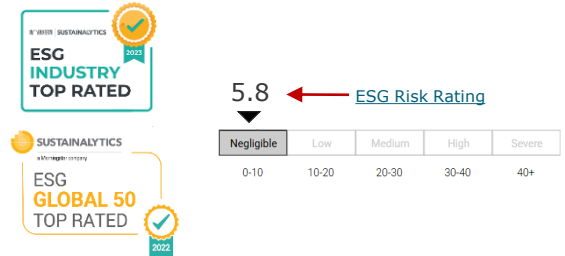 SUSTAINALYTICS
ESG
INDUSTRY
TOP RATED
2023
SUSTAINALYTICS
a Morningstar company
ESG
GLOBAL 50
TOP RATED
2022
5.8
ESG Risk Rating
Negligible Low Medium High Severe
0-10 10-20 20-30 30-40 40+